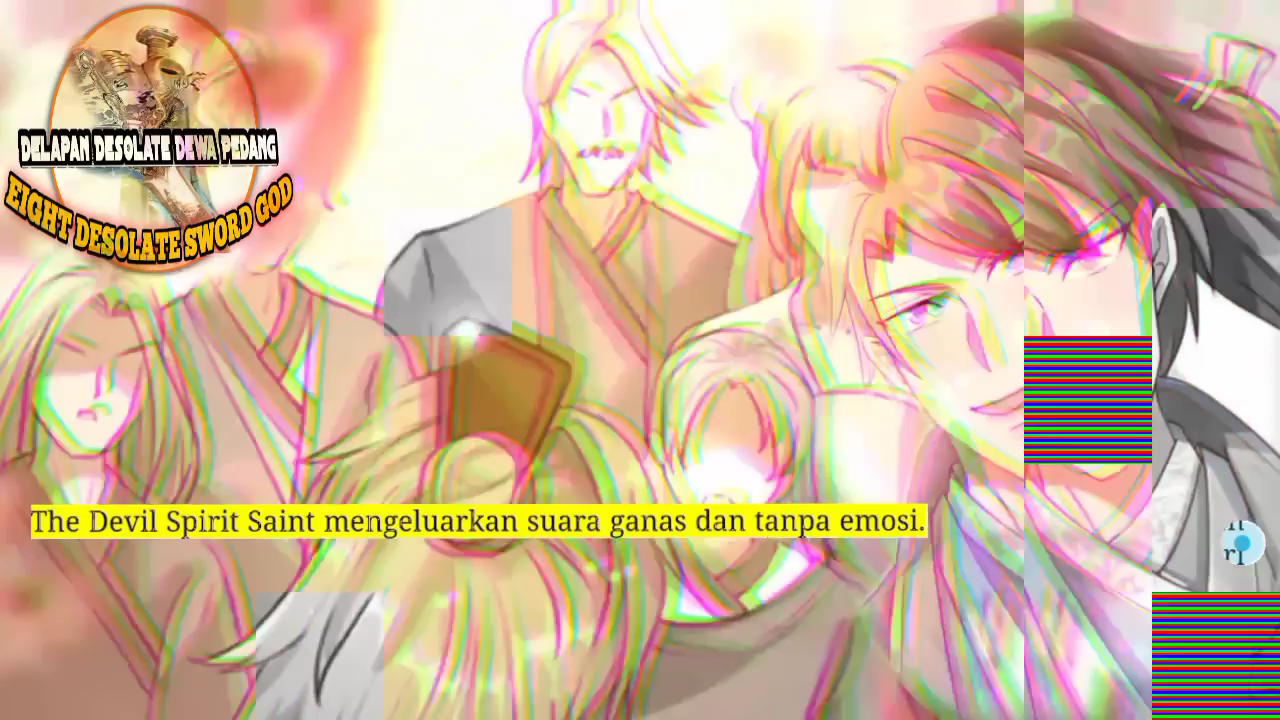 DELAPAN DESOLATE DEWA PEDANG
EIGHT DESOLATE SWORD GOD
The Devil Spirit Saint mengeluarkan suara ganas dan tanpa emosi.